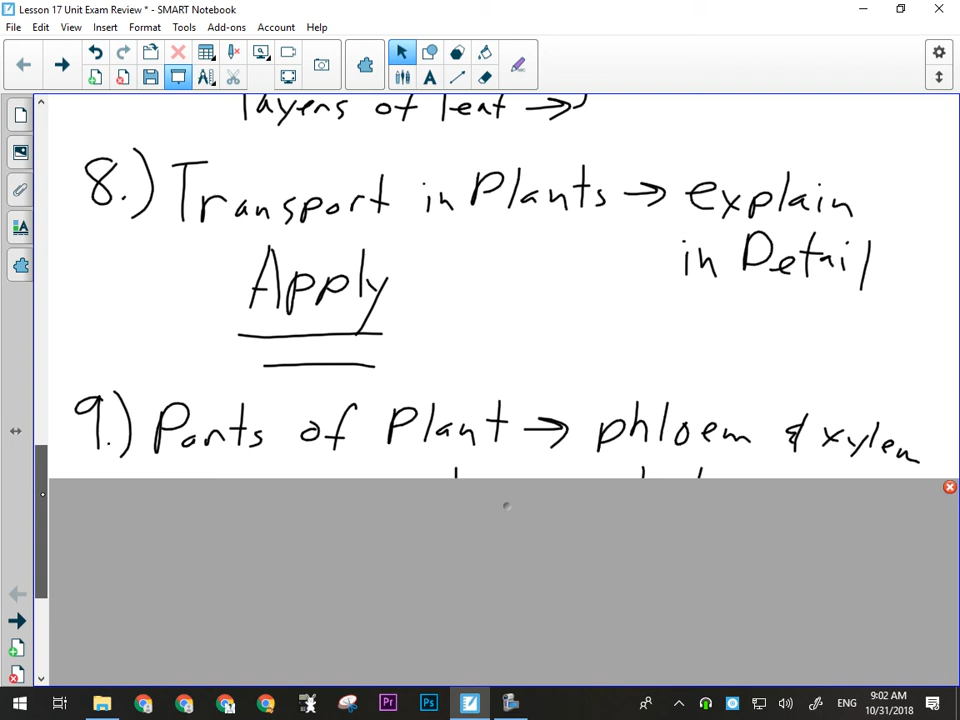 Lesson 17 Unit Exam Review * - SMART Notebook
File Edit View Insert Format Tools Add-ons Account Help
layers of leaf →
8.) Transport in Plants → explain
in Detail
Apply
9.) Parts of Plant → phloem & xylem
ENG
9:02 AM
10/31/2018